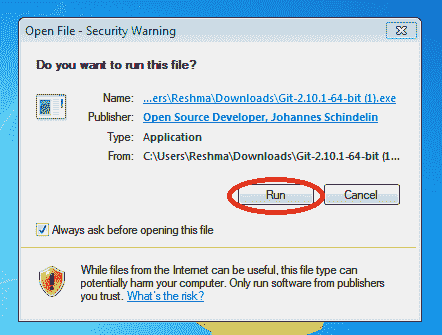 Open File - Security Warning
Do you want to run this file?
Name: ...ers\Reshma\Downloads\Git-2.10.1-64-bit (1).exe
Publisher: Open Source Developer, Johannes Schindelin
Type: Application
From: C:\Users\Reshma\Downloads\Git-2.10.1-64-bit (1...
Run Cancel
Always ask before opening this file
While files from the Internet can be useful, this file type can
potentially harm your computer. Only run software from publishers
you trust. What's the risk?